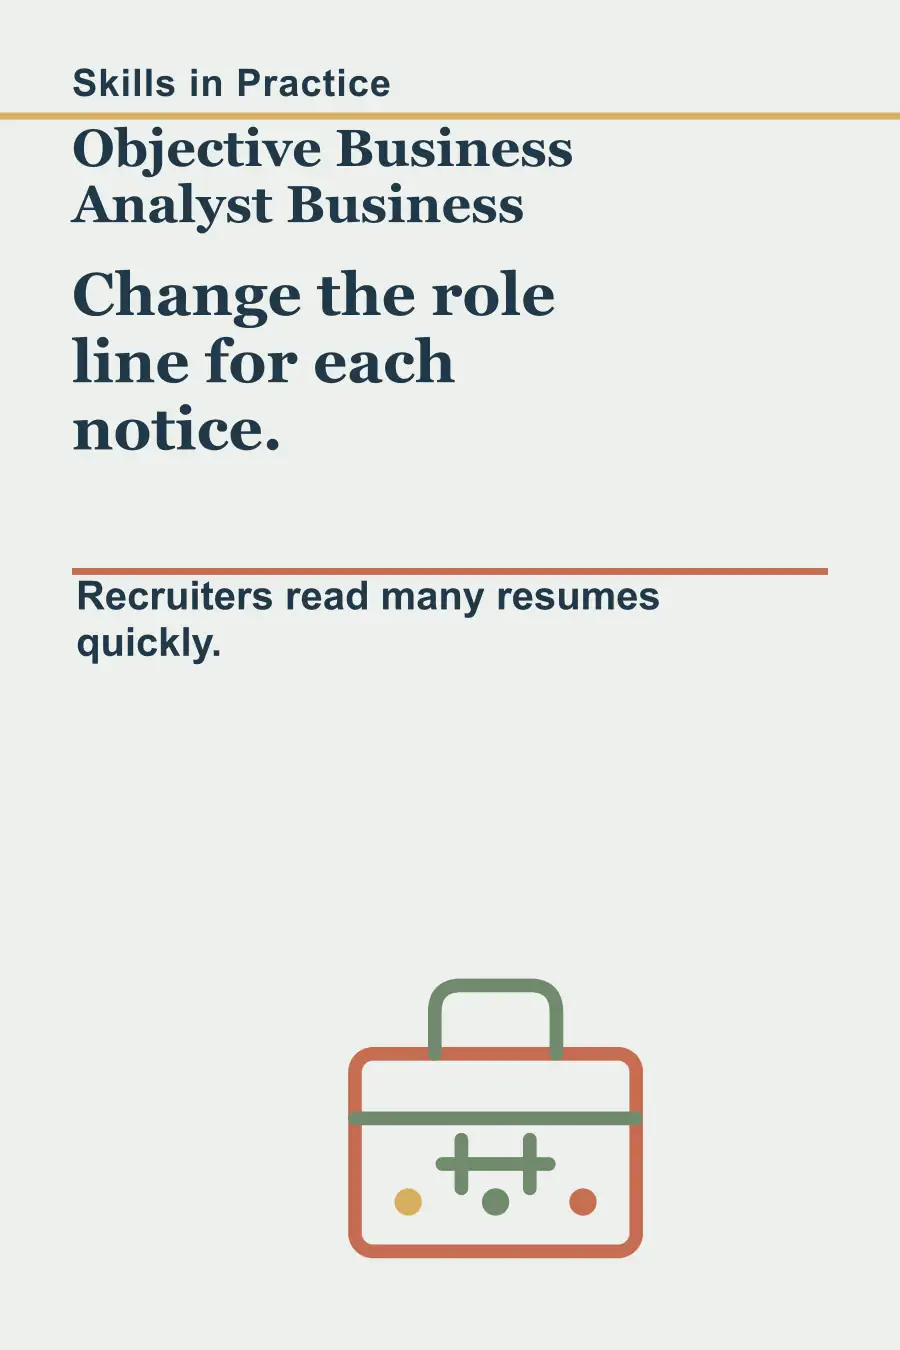 Skills in Practice
Objective Business
Analyst Business
Change the role
line for each
notice.
Recruiters read many resumes
quickly.